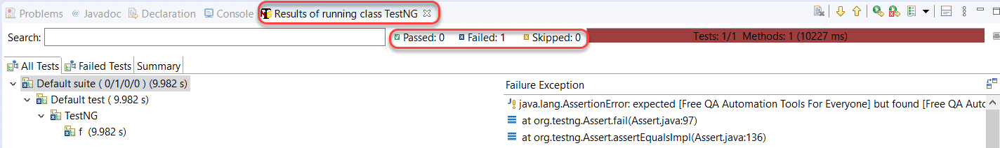 Problems @ Javadoc Declaration Console Results of running class TestNG
Search: Passed: 0 Failed: 1 Skipped: 0 Tests: 1/1 Methods: 1 (10227 ms)
All Tests Failed Tests Summary
Default suite ( 0/1/0/0 ) (9.982 s)
Failure Exception
Default test ( 9.982 s)
java.lang.AssertionError: expected [Free QA Automation Tools For Everyone] but found [Free QA Autc
TestNG
at org.testng.Assert.fail(Assert.java:97)
f (9.982 s)
at org.testng.Assert.assertEqualsImpl(Assert.java:136)